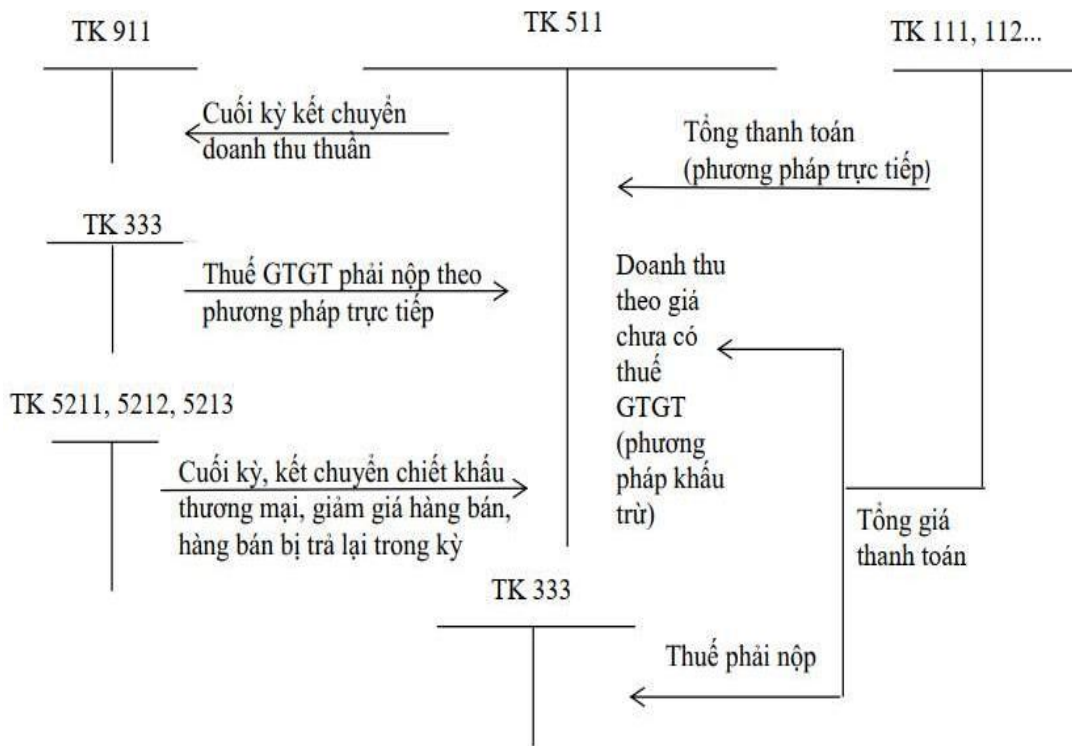 TK 911
TK 511
TK 111, 112...
Cuối kỳ kết chuyển
doanh thu thuần
Tổng thanh toán
(phương pháp trực tiếp)
TK 333
Thuế GTGT phải nộp theo
phương pháp trực tiếp
Doanh thu
theo giá
chưa có
thuế
GTGT
(phương
pháp khấu
trừ)
TK 5211, 5212, 5213
Cuối kỳ, kết chuyển chiết khấu
thương mại, giảm giá hàng bán,
hàng bán bị trả lại trong kỳ
Tổng giá
thanh toán
TK 333
Thuế phải nộp